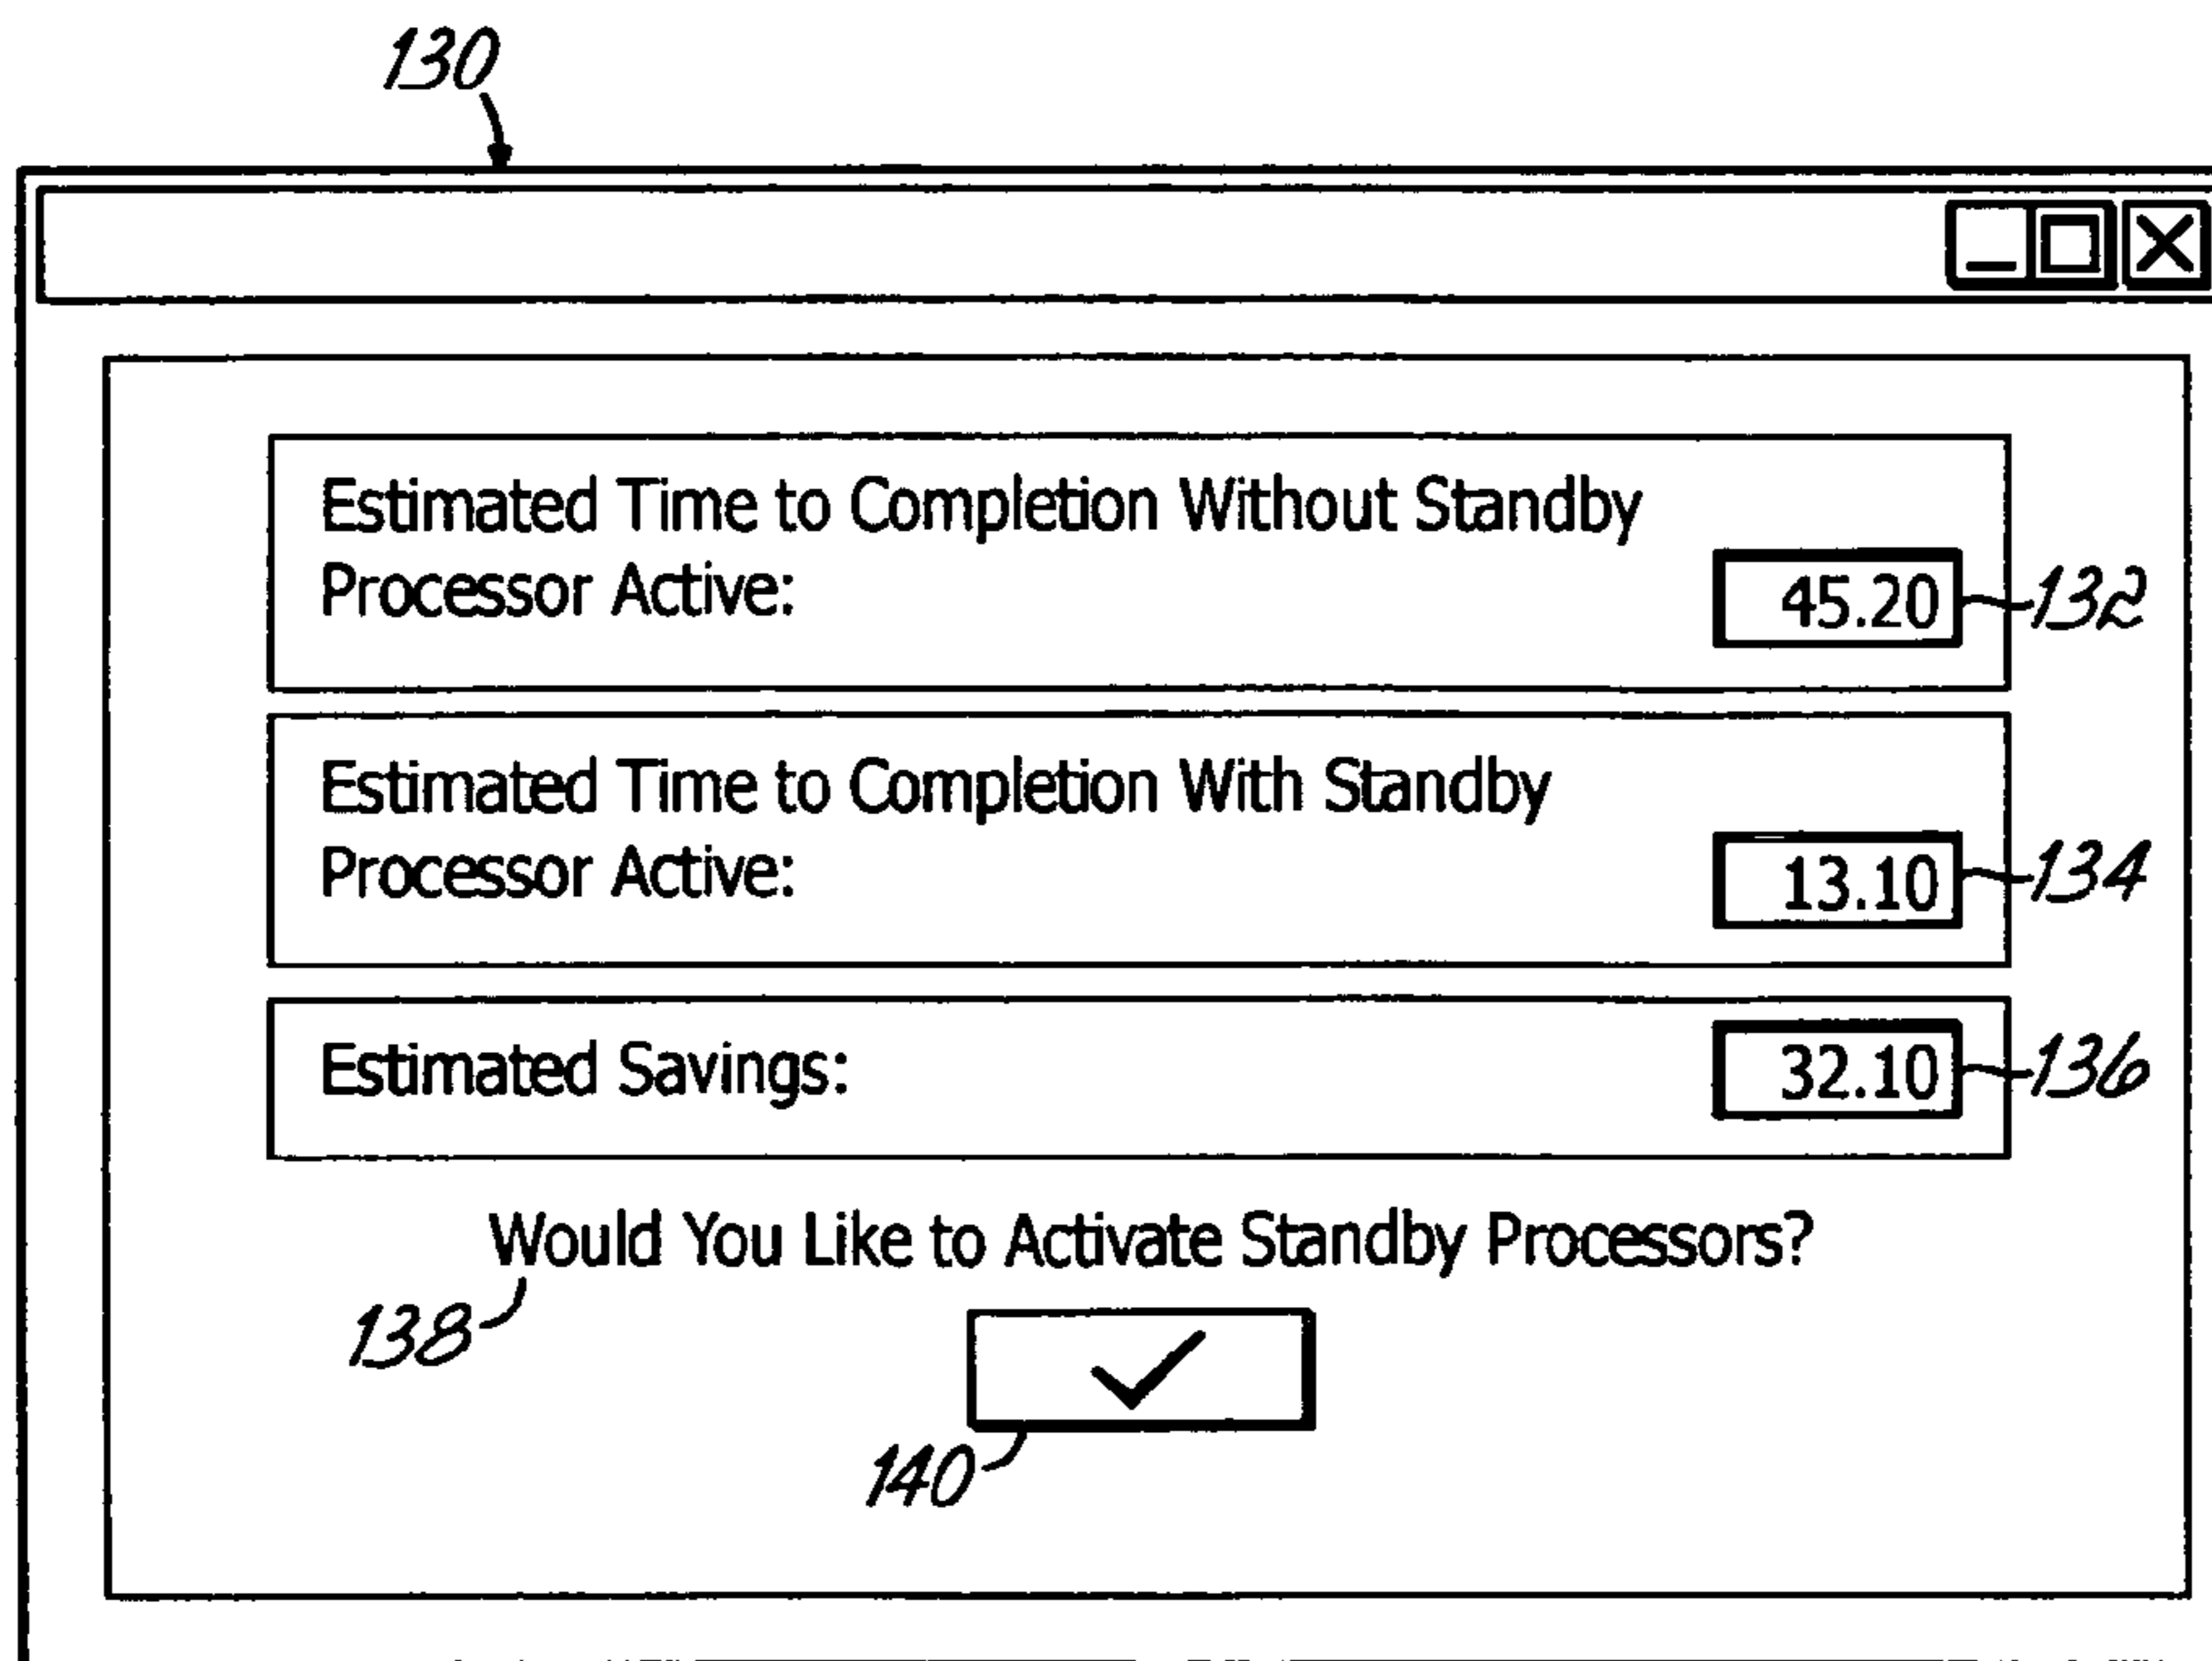 130
Estimated Time to Completion Without Standby
Processor Active:
45.20
132
Estimated Time to Completion With Standby
Processor Active:
13.10
134
Estimated Savings:
32.10
136
Would You Like to Activate Standby Processors?
138
140